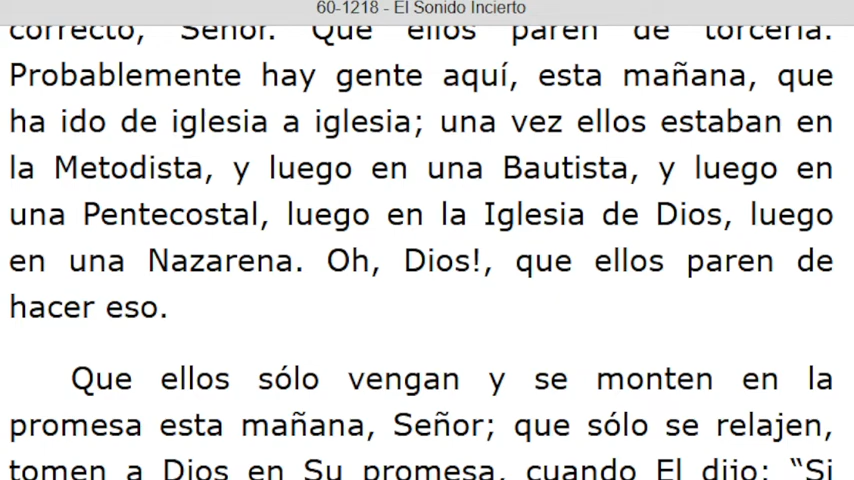 60-1218 - El Sonido Incierto
correcto, Señor. Que ellos paren de torcerla.
Probablemente hay gente aquí, esta mañana, que
ha ido de iglesia a iglesia; una vez ellos estaban en
la Metodista, y luego en una Bautista, y luego en
una Pentecostal, luego en la Iglesia de Dios, luego
en una Nazarena. Oh, Dios!, que ellos paren de
hacer eso.
Que ellos sólo vengan y se monten en la
promesa esta mañana, Señor; que sólo se relajen,
tomen a Dios en Su promesa, cuando El dijo: “Si